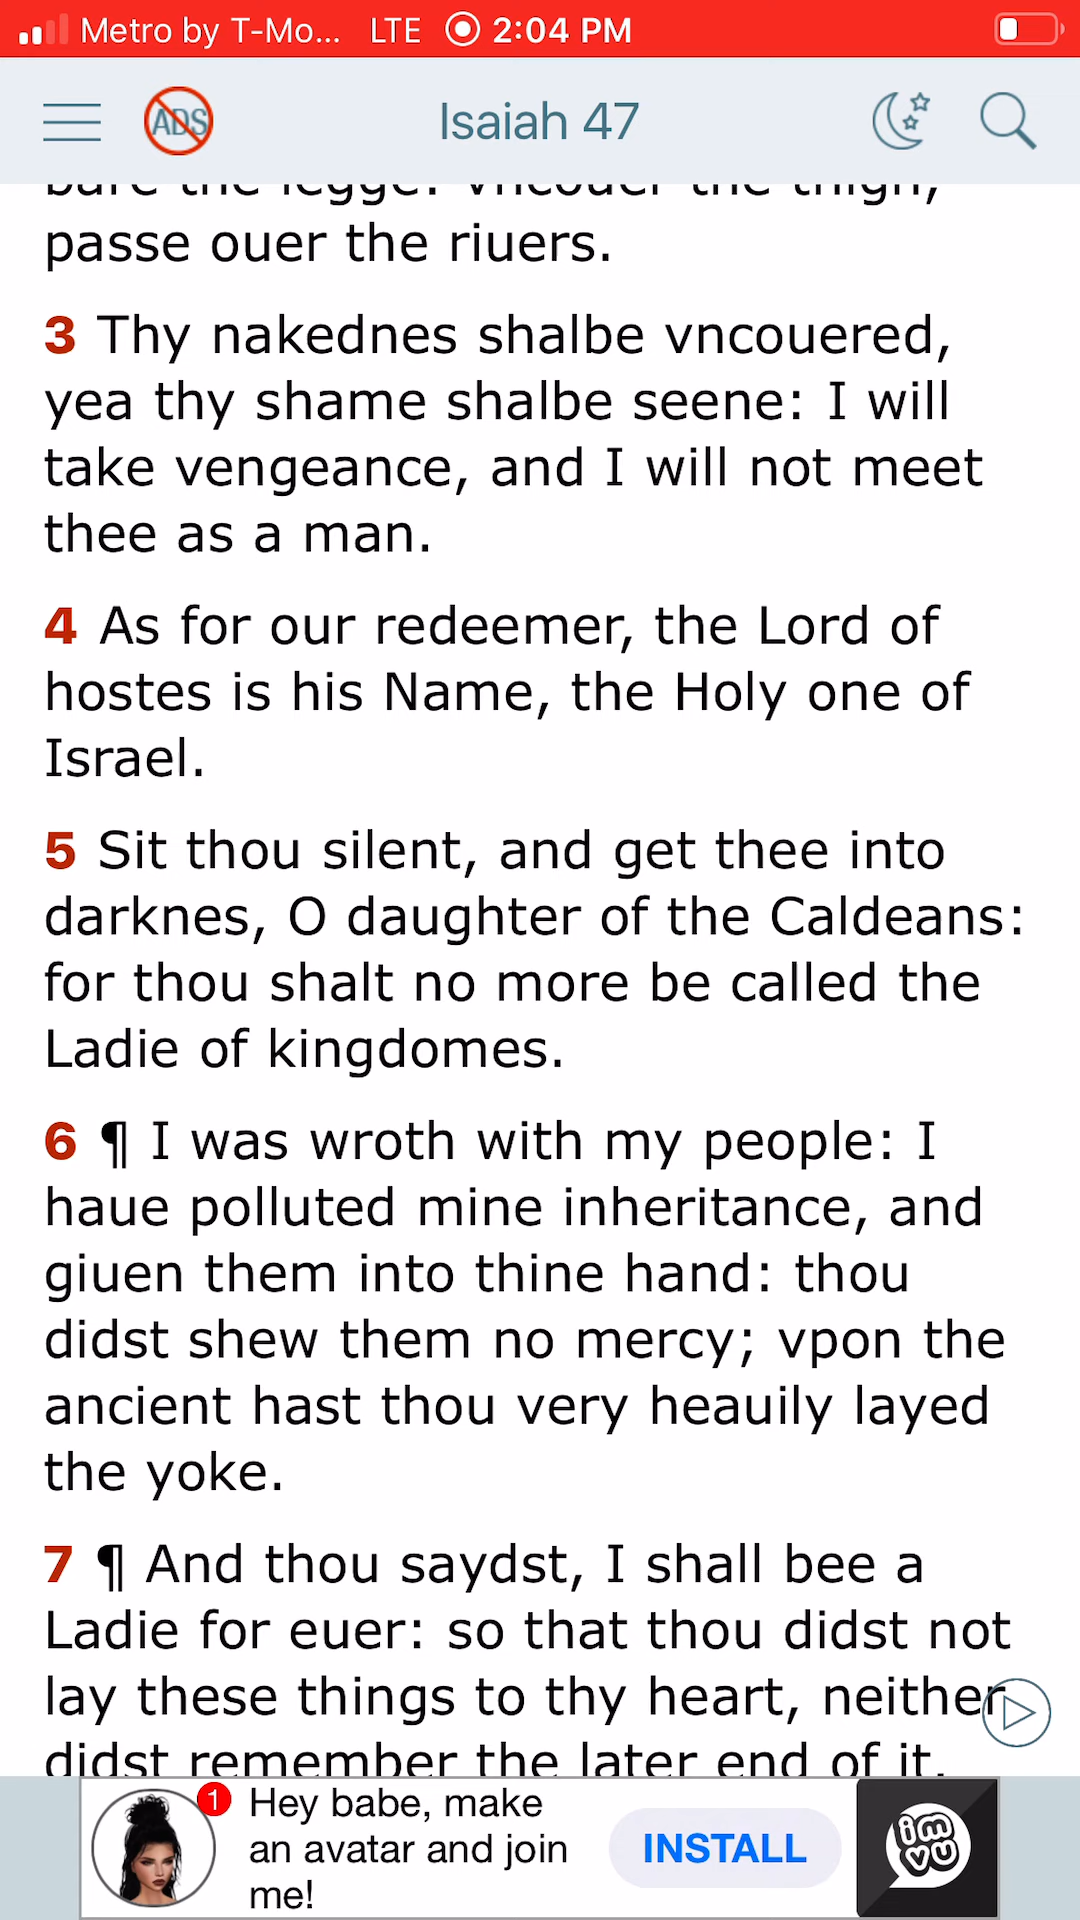 Metro by T-Mo... LTE 2:04 PM
ADS Isaiah 47
bare the legge: vncouer the thigh,
passe ouer the riuers.
3 Thy nakednes shalbe vncouered,
yea thy shame shalbe seene: I will
take vengeance, and I will not meet
thee as a man.
4 As for our redeemer, the Lord of
hostes is his Name, the Holy one of
Israel.
5 Sit thou silent, and get thee into
darknes, O daughter of the Caldeans:
for thou shalt no more be called the
Ladie of kingdomes.
6 ¶ I was wroth with my people: I
haue polluted mine inheritance, and
giuen them into thine hand: thou
didst shew them no mercy; vpon the
ancient hast thou very heauily layed
the yoke.
7 ¶ And thou saydst, I shall bee a
Ladie for euer: so that thou didst not
lay these things to thy heart, neither
didst remember the later end of it.
1 Hey babe, make
an avatar and join
me!
INSTALL
imvu